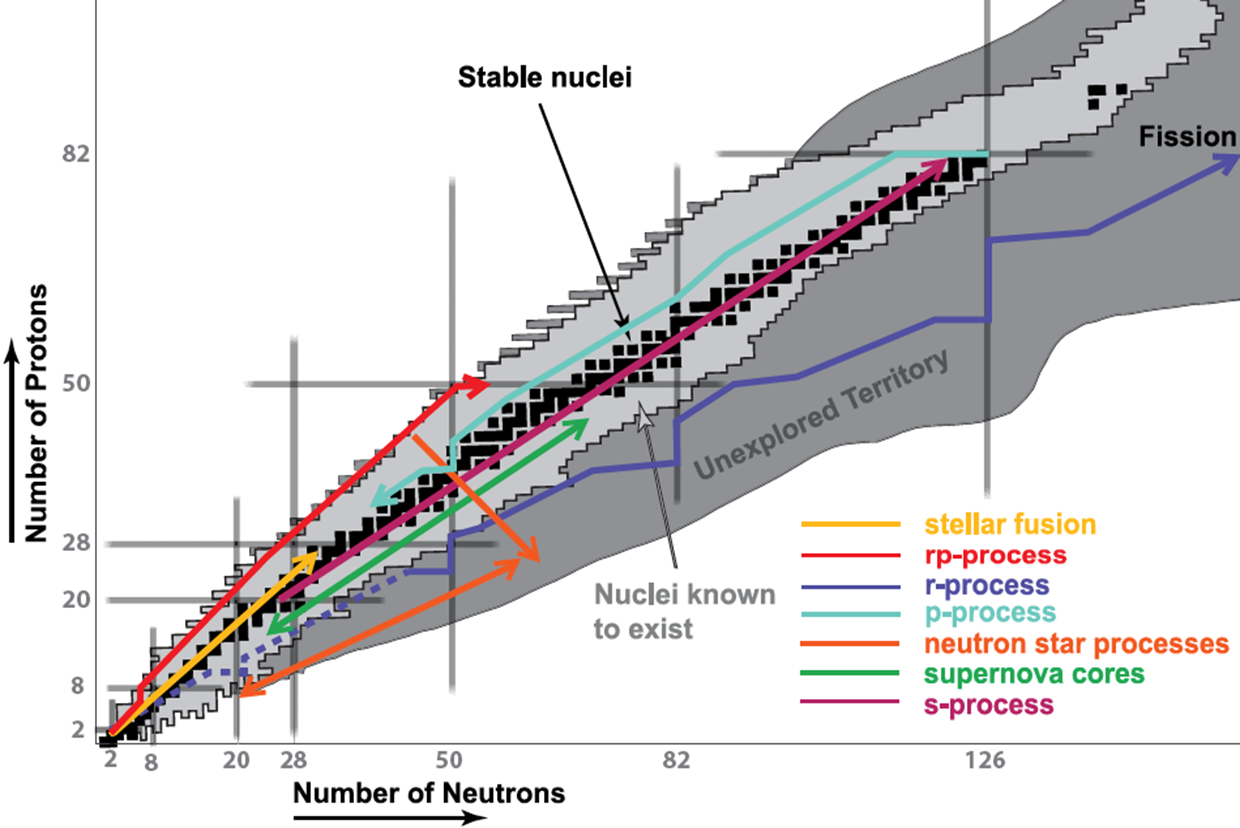 Stable nuclei
Fission
82
50
28
20
8
2
Number of Protons
Unexplored Territory
Nuclei known
to exist
stellar fusion
rp-process
r-process
p-process
neutron star processes
supernova cores
s-process
2
8
20
28
50
82
126
Number of Neutrons